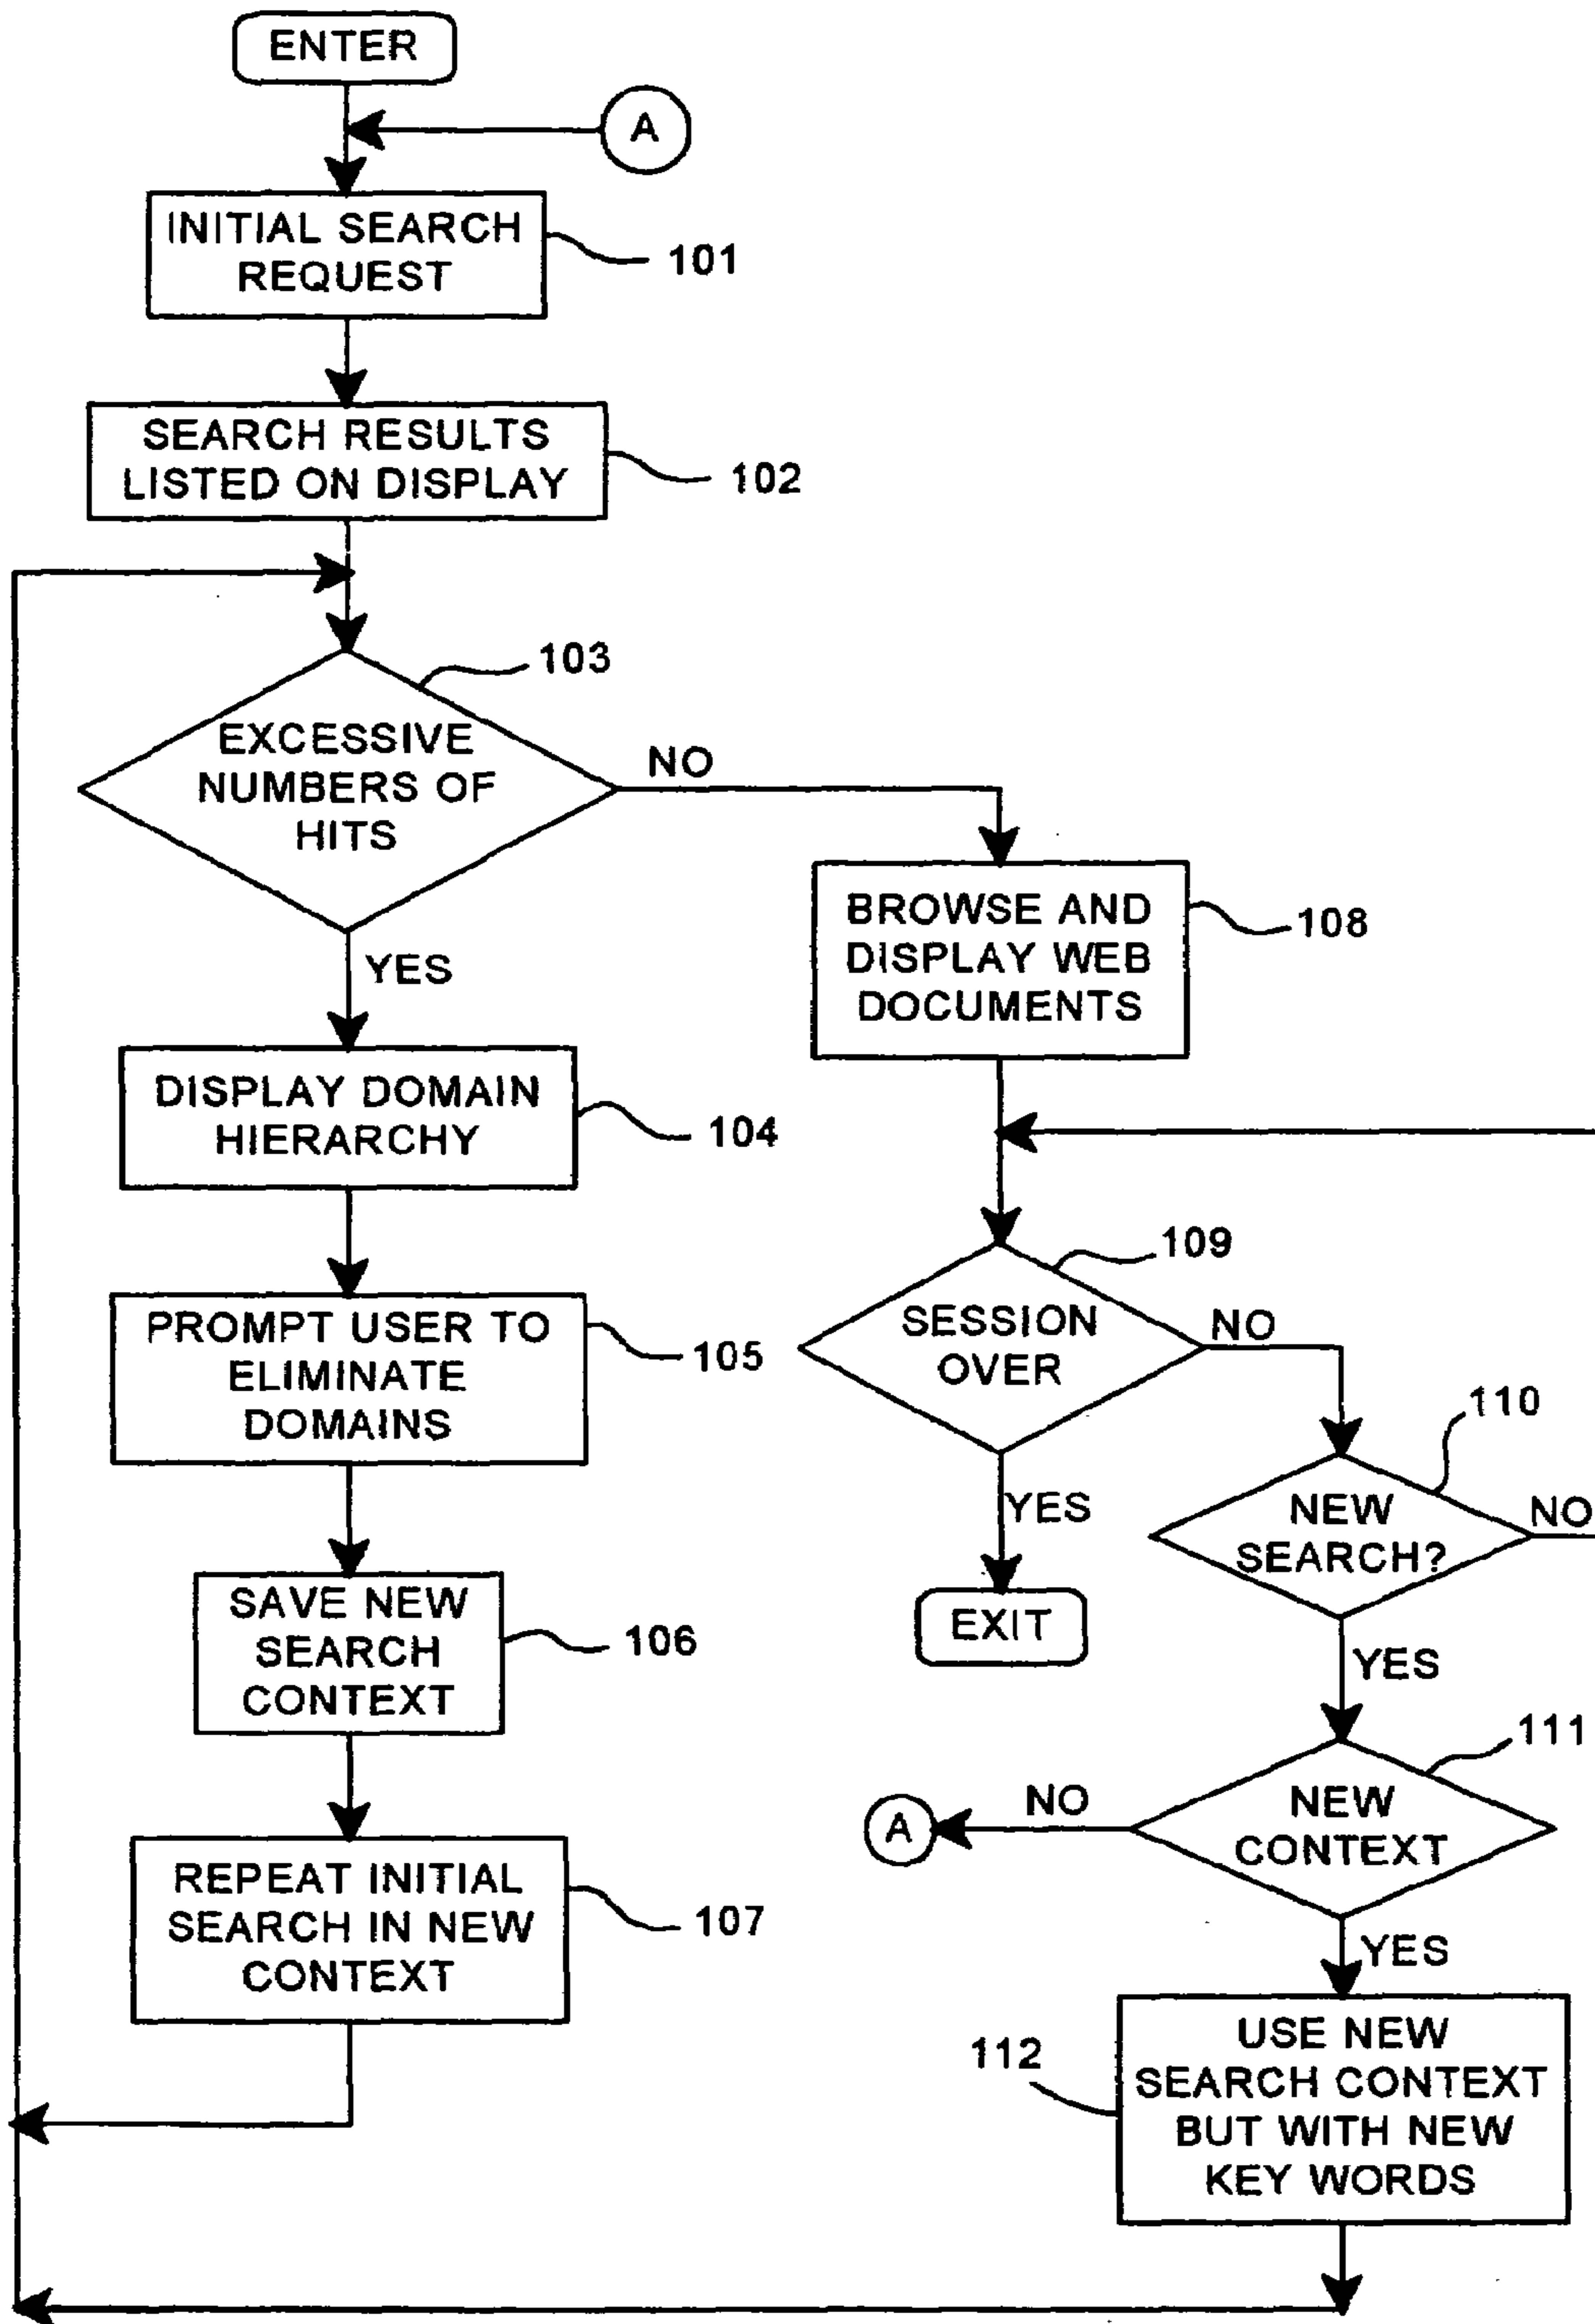 ENTER
A
INITIAL SEARCH
REQUEST
101
SEARCH RESULTS
LISTED ON DISPLAY
102
103
EXCESSIVE
NUMBERS OF
HITS
NO
YES
BROWSE AND
DISPLAY WEB
DOCUMENTS
108
DISPLAY DOMAIN
HIERARCHY
104
PROMPT USER TO
ELIMINATE
DOMAINS
105
109
SESSION
OVER
NO
YES
EXIT
110
NEW
SEARCH?
NO
YES
SAVE NEW
SEARCH
CONTEXT
106
111
NEW
CONTEXT
NO
A
YES
REPEAT INITIAL
SEARCH IN NEW
CONTEXT
107
112
USE NEW
SEARCH CONTEXT
BUT WITH NEW
KEY WORDS